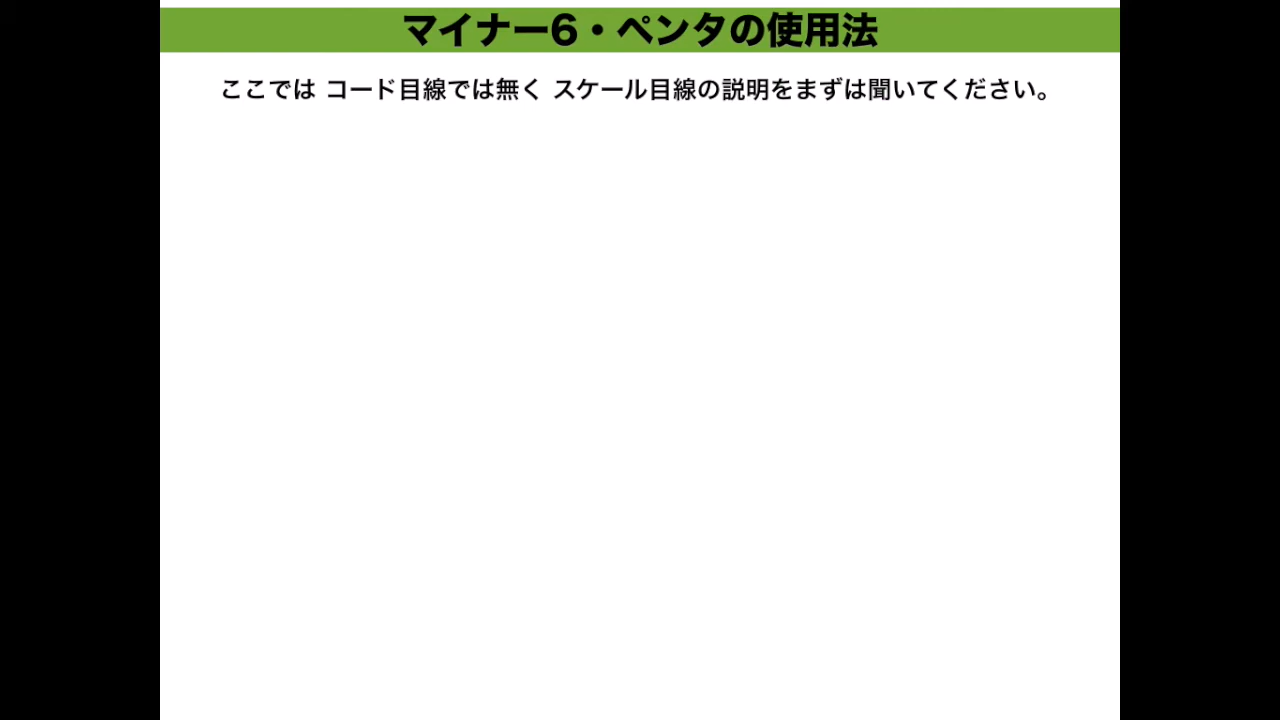 マイナー6・ペンタの使用法
ここでは コード目線では無く スケール目線の説明をまずは聞いてください。